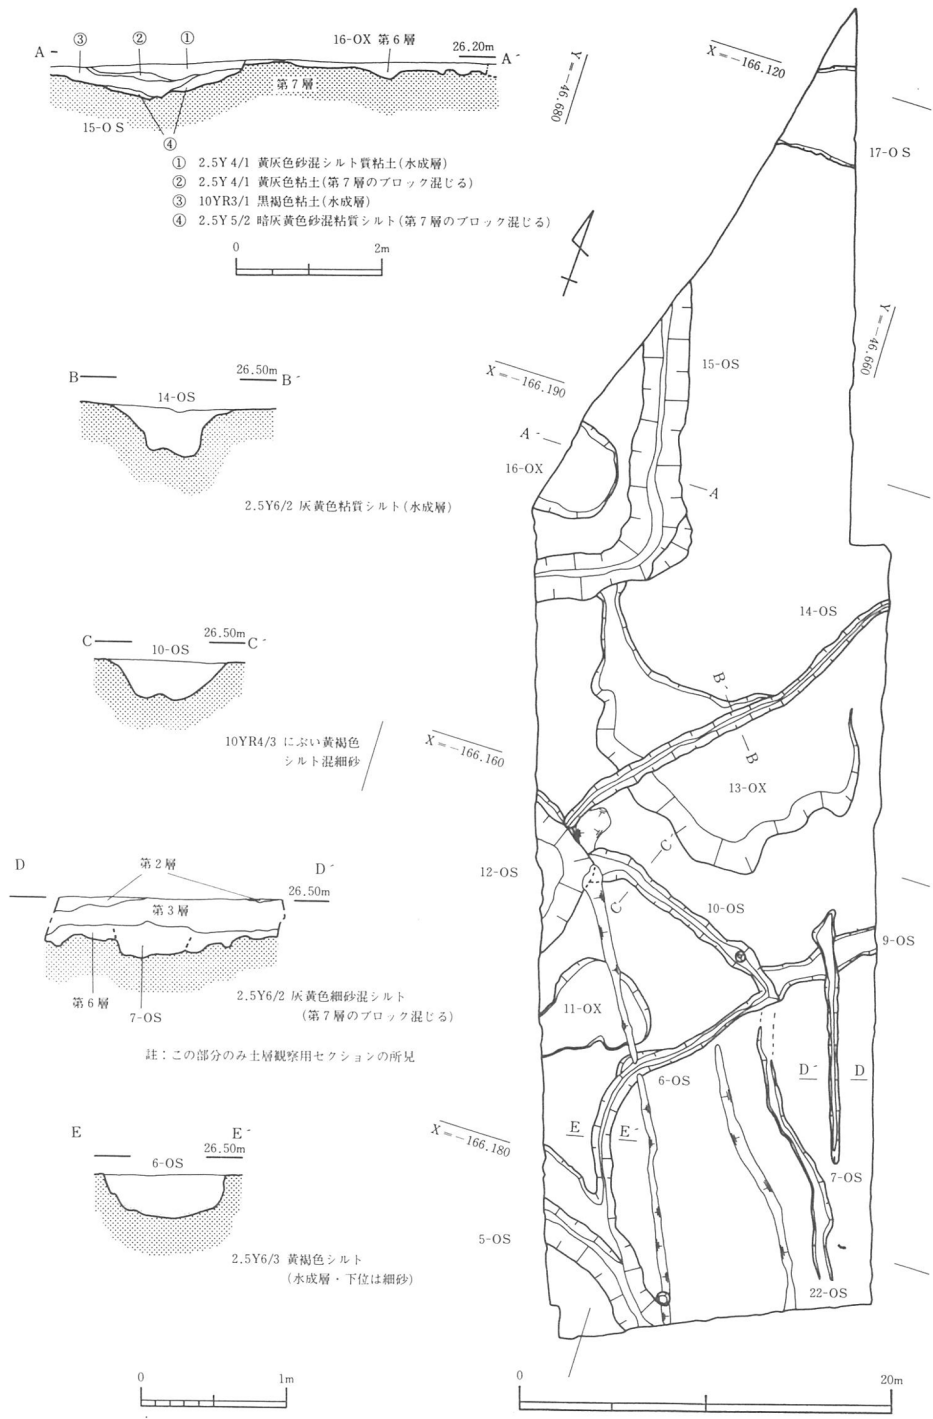 A
③
②
①
16-OX 第6層
26.20m
A´
第7層
15-OS
④
① 2.5Y 4/1 黄灰色砂混シルト質粘土(水成層)
② 2.5Y 4/1 黄灰色粘土(第7層のブロック混じる)
③ 10YR3/1 黒褐色粘土(水成層)
④ 2.5Y 5/2 暗灰黄色砂混粘質シルト(第7層のブロック混じる)
0 2m
B
26.50m
B´
14-OS
2.5Y6/2 灰黄色粘質シルト(水成層)
C
26.50m
C´
10-OS
10YR4/3 にぶい黄褐色
シルト混細砂
D
第2層
D´
26.50m
第3層
第6層
7-OS
2.5Y6/2 灰黄色細砂混シルト
(第7層のブロック混じる)
註：この部分のみ土層観察用セクションの所見
E
26.50m
E´
6-OS
2.5Y6/3 黄褐色シルト
(水成層・下位は細砂)
0 1m
Y=-46.680
X=-166.120
17-OS
Y=-46.660
15-OS
X=-166.190
A´
16-OX
A
14-OS
B´
B
13-OX
X=-166.160
C´
12-OS
C
10-OS
9-OS
11-OX
6-OS
D´
D
E
E´
X=-166.180
7-OS
5-OS
22-OS
0 20m